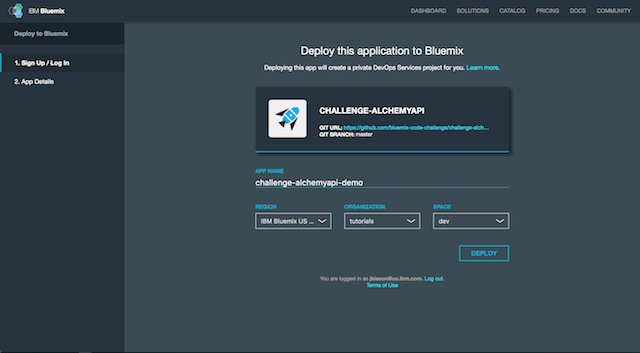 IBM Bluemix
DASHBOARD SOLUTIONS CATALOG PRICING DOCS COMMUNITY
Deploy to Bluemix
1. Sign Up / Log In
2. App Details
Deploy this application to Bluemix
Deploying this app will create a private DevOps Services project for you. Learn more.
CHALLENGE-ALCHEMYAPI
GIT URL: https://github.com/bluemix-code-challenge/challenge-alch...
GIT BRANCH: master
APP NAME
challenge-alchemyapi-demo
REGION ORGANIZATION SPACE
IBM Bluemix US ... tutorials dev
DEPLOY
You are logged in as Log out.
Terms of Use